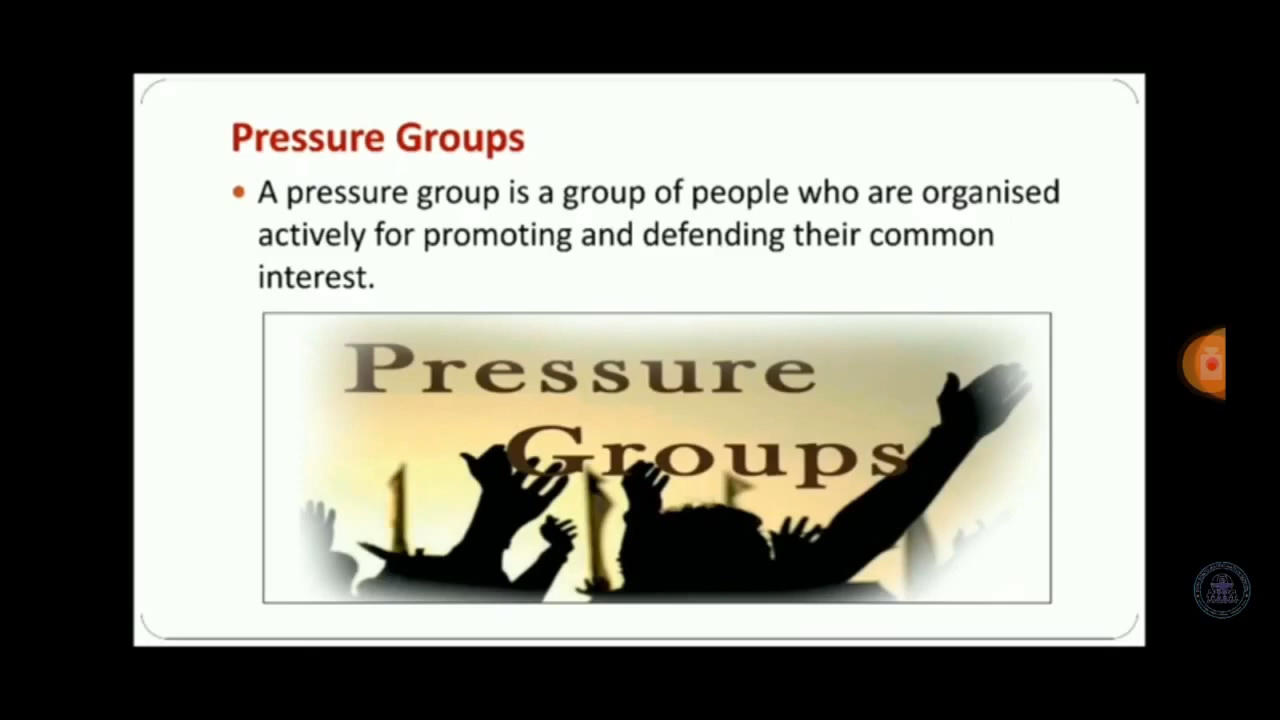 Pressure Groups
• A pressure group is a group of people who are organised
actively for promoting and defending their common
interest.
Pressure
Groups